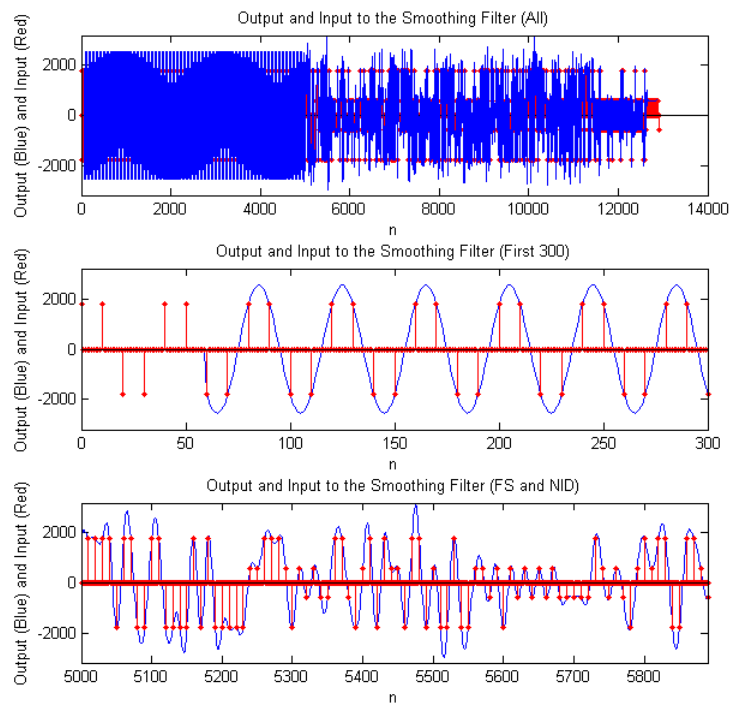 Output and Input to the Smoothing Filter (All)
Output (Blue) and Input (Red)
2000
0
-2000
0 2000 4000 6000 8000 10000 12000 14000
n
Output and Input to the Smoothing Filter (First 300)
Output (Blue) and Input (Red)
2000
0
-2000
0 50 100 150 200 250 300
n
Output and Input to the Smoothing Filter (FS and NID)
Output (Blue) and Input (Red)
2000
0
-2000
5000 5100 5200 5300 5400 5500 5600 5700 5800
n